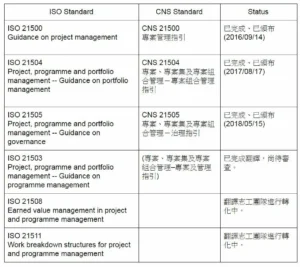 ISO Standard
CNS Standard
Status
ISO 21500
Guidance on project management
CNS 21500
專案管理指引
已完成、已頒布
(2016/09/14)
ISO 21504
Project, programme and portfolio
management -- Guidance on portfolio
management
CNS 21504
專案、專案集及專案組
合管理－專案組合管理
指引
已完成、已頒布
(2017/08/17)
ISO 21505
Project, programme and portfolio
management -- Guidance on
governance
CNS 21505
專案、專案集及專案組
合管理－治理指引
已完成、已頒布
(2018/05/15)
ISO 21503
Project, programme and portfolio
management -- Guidance on
programme management
(專案、專案集及專案
組合管理–專案集管理
指引)
已完成翻譯，尚待審
查。
ISO 21508
Earned value management in project
and programme management
翻譯志工團隊進行轉
化中。
ISO 21511
Work breakdown structures for project
and programme management
翻譯志工團隊進行轉
化中。